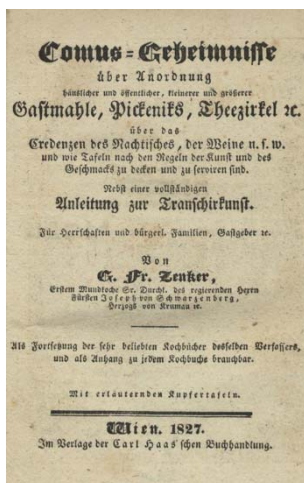 Comus=Geheimnisse
über Anordnung
häuslicher und öffentlicher, kleinerer und größerer
Gastmahle, Pickeniks, Theezirkel ꝛc.
über das
Credenzen des Nachtisches, der Weine u. s. w.
und wie Tafeln nach den Regeln der Kunst und des
Geschmacks zu decken und zu serviren sind.
Nebst einer vollständigen
Anleitung zur Transchirkunst.
Für Herrschaften und bürgerl. Familien, Gastgeber ꝛc.
Von
G. Fr. Zenker,
Erstem Mundkoche Sr. Durchl. des regierenden Herrn
Fürsten Joseph von Schwarzenberg,
Herzogs von Krumau ꝛc.
Als Fortsetzung der sehr beliebten Kochbücher desselben Verfassers,
und als Anhang zu jedem Kochbuche brauchbar.
Mit erläuternden Kupfertafeln.
Wien, 1827.
Im Verlage der Carl Haas'schen Buchhandlung.